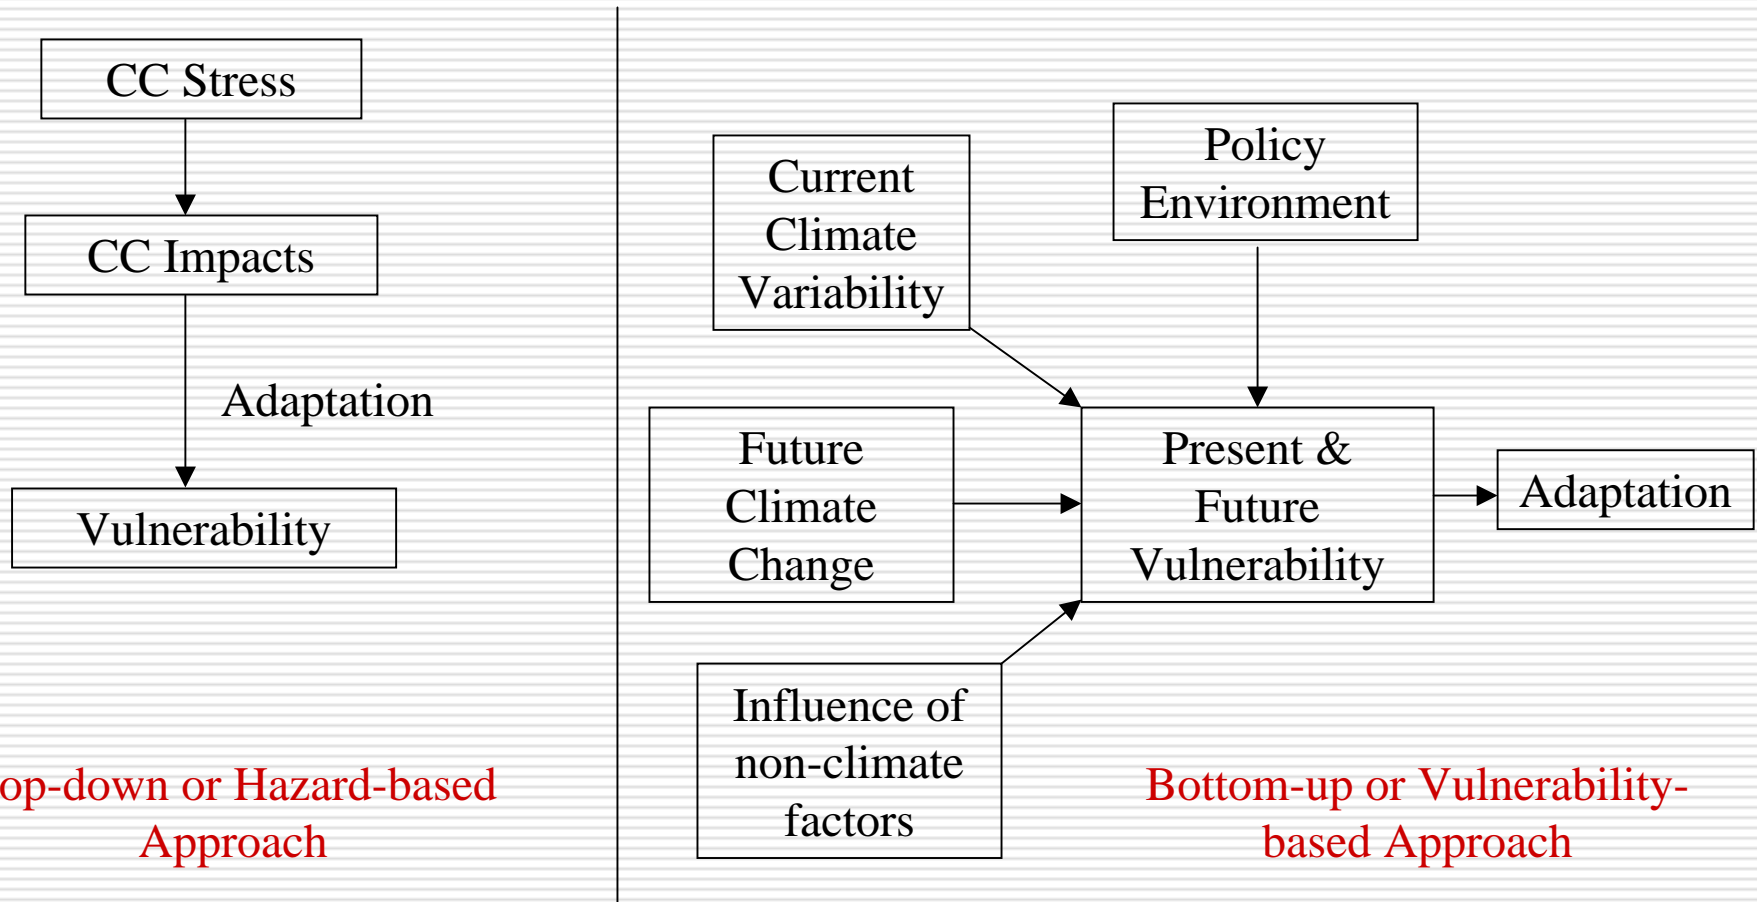 CC Stress
CC Impacts
Adaptation
Vulnerability
op-down or Hazard-based
Approach
Current
Climate
Variability
Policy
Environment
Future
Climate
Change
Present &
Future
Vulnerability
Adaptation
Influence of
non-climate
factors
Bottom-up or Vulnerability-
based Approach